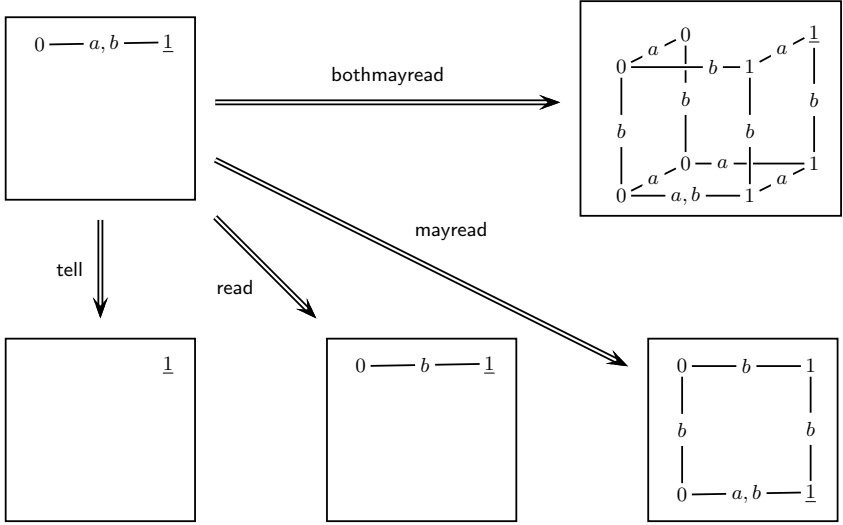 0 a, b 1
bothmayread
0 a 0 a 1
0 b 1
b b b b
0 a 1
a a
0 a, b 1
tell
read
mayread
1
0 b 1
0 b 1
b b
0 a, b 1